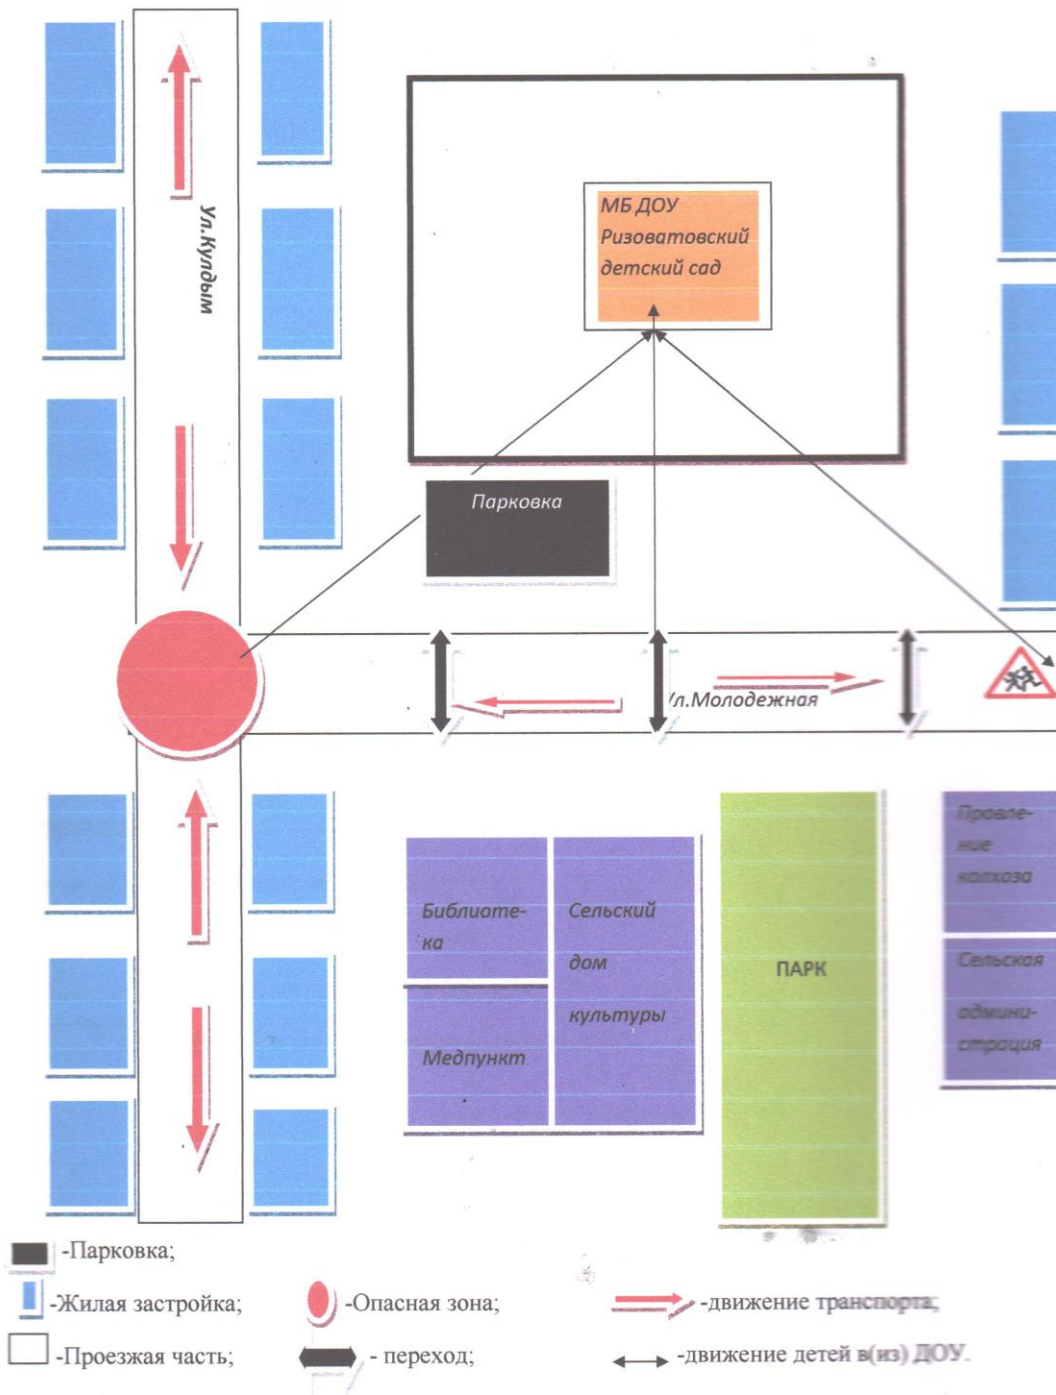 Ул.Кулдым
МБ ДОУ
Ризоватовский
детский сад
Парковка
Ул.Молодежная
Библиоте-
ка
Медпункт
Сельский
дом
культуры
ПАРК
Правле-
ние
колхоза
Сельская
админи-
страция
-Парковка;
-Жилая застройка;
-Опасная зона;
-движение транспорта;
-Проезжая часть;
- переход;
-движение детей в(из) ДОУ.